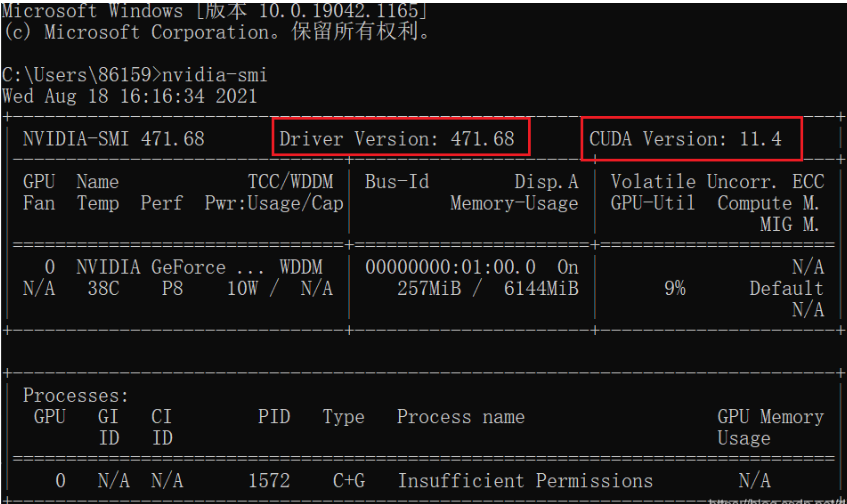 Microsoft Windows [版本 10.0.19042.1165]
(c) Microsoft Corporation。保留所有权利。
C:\Users\86159>nvidia-smi
Wed Aug 18 16:16:34 2021
NVIDIA-SMI 471.68 Driver Version: 471.68 CUDA Version: 11.4
GPU Name TCC/WDDM Bus-Id Disp.A Volatile Uncorr. ECC
Fan Temp Perf Pwr:Usage/Cap Memory-Usage GPU-Util Compute M.
MIG M.
0 NVIDIA GeForce ... WDDM 00000000:01:00.0 On N/A
N/A 38C P8 10W / N/A 257MiB / 6144MiB 9% Default
N/A
Processes:
GPU GI CI PID Type Process name GPU Memory
ID ID Usage
0 N/A N/A 1572 C+G Insufficient Permissions N/A